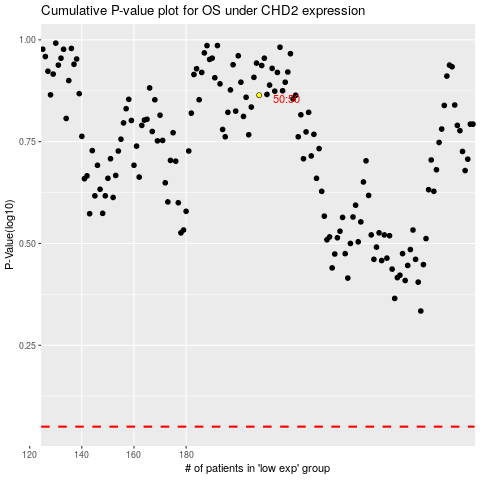 Cumulative P-value plot for OS under CHD2 expression
P-Value(log10)
1.00
0.75
0.50
0.25
50:50
120 140 160 180
# of patients in 'low exp' group